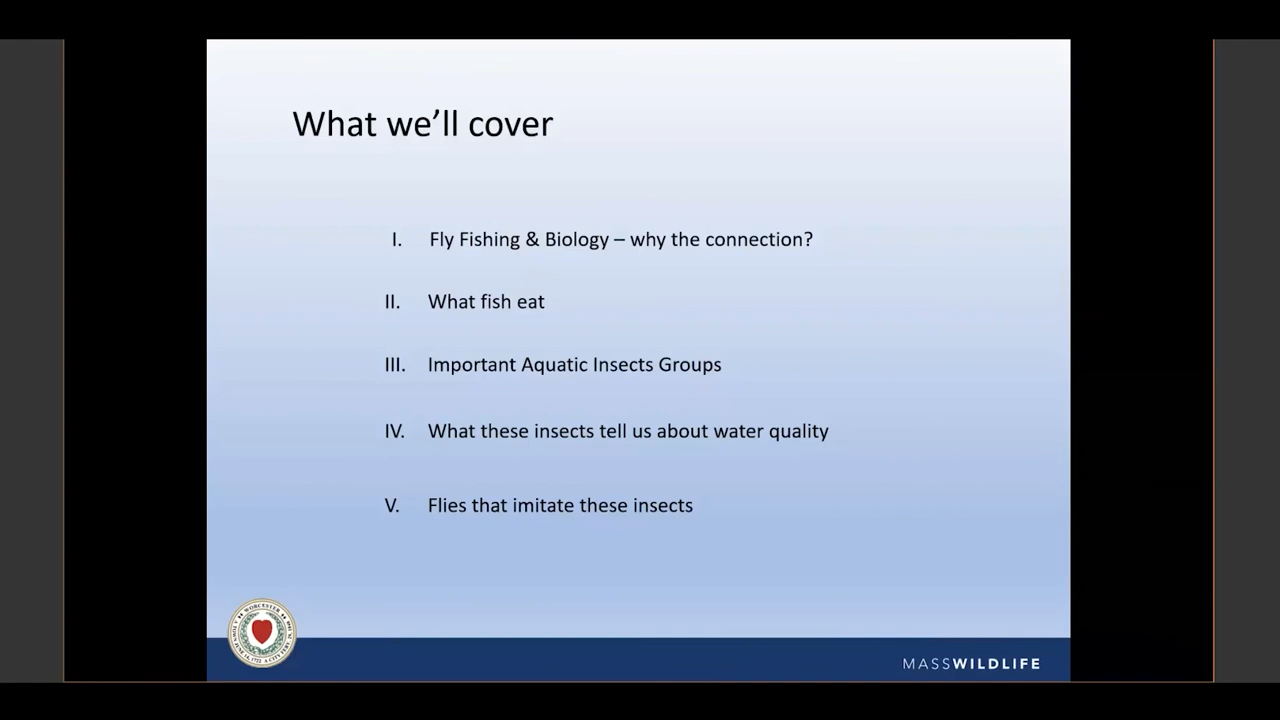 What we’ll cover
I. Fly Fishing & Biology – why the connection?
II. What fish eat
III. Important Aquatic Insects Groups
IV. What these insects tell us about water quality
V. Flies that imitate these insects
WORCESTER
MASSWILDLIFE